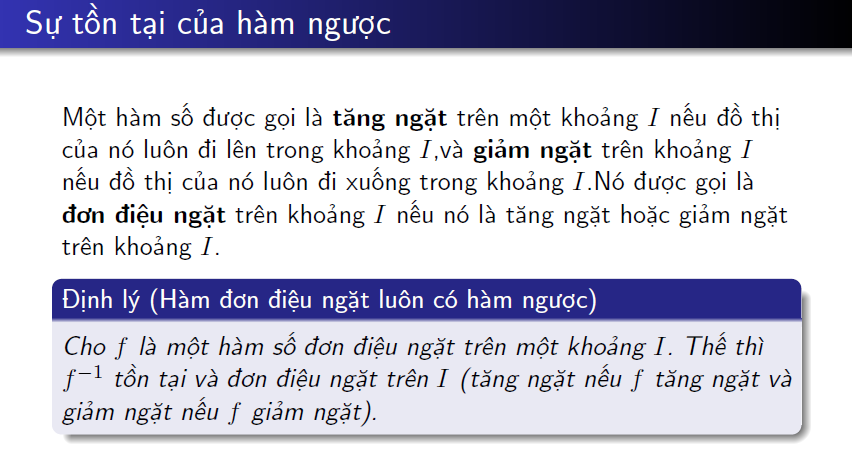 Sự tồn tại của hàm ngược
Một hàm số được gọi là tăng ngặt trên một khoảng I nếu đồ thị
của nó luôn đi lên trong khoảng I,và giảm ngặt trên khoảng I
nếu đồ thị của nó luôn đi xuống trong khoảng I.Nó được gọi là
đơn điệu ngặt trên khoảng I nếu nó là tăng ngặt hoặc giảm ngặt
trên khoảng I.
Định lý (Hàm đơn điệu ngặt luôn có hàm ngược)
Cho f là một hàm số đơn điệu ngặt trên một khoảng I. Thế thì
f⁻¹ tồn tại và đơn điệu ngặt trên I (tăng ngặt nếu f tăng ngặt và
giảm ngặt nếu f giảm ngặt).